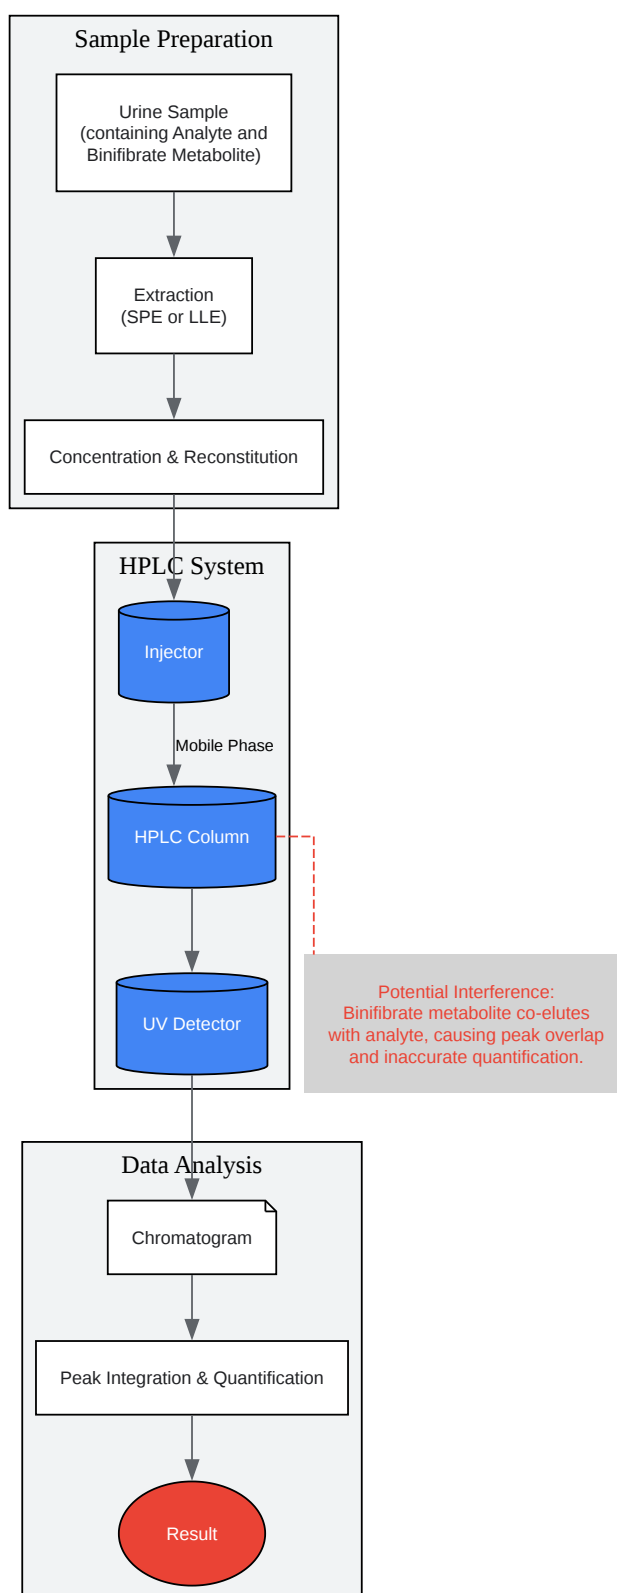 Sample Preparation
Urine Sample
(containing Analyte and
Binifibrate Metabolite)
Extraction
(SPE or LLE)
Concentration & Reconstitution
HPLC System
Injector
Mobile Phase
HPLC Column
UV Detector
Potential Interference:
Binifibrate metabolite co-elutes
with analyte, causing peak overlap
and inaccurate quantification.
Data Analysis
Chromatogram
Peak Integration & Quantification
Result